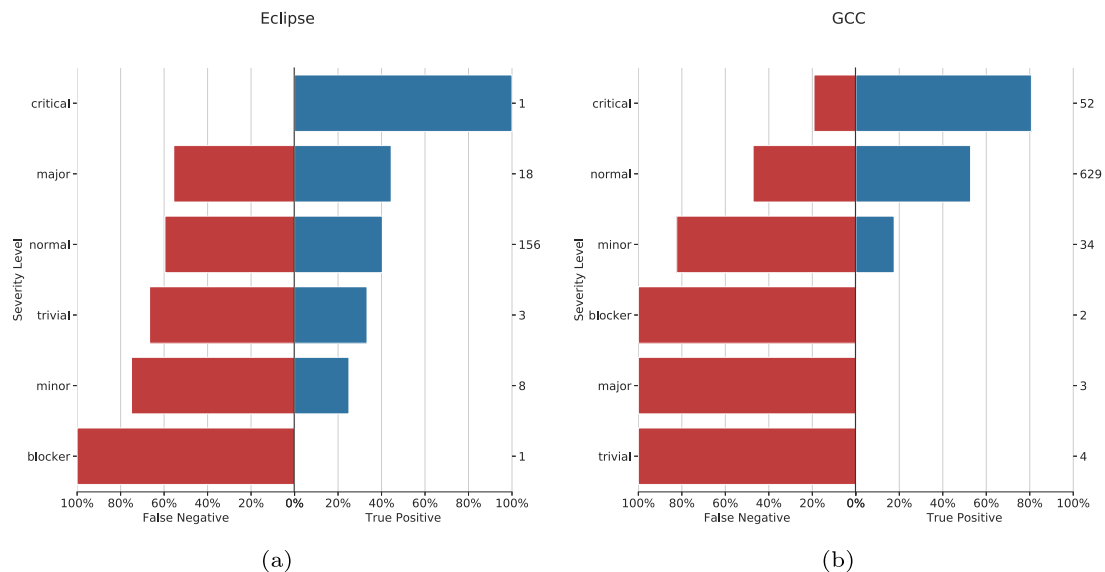 Eclipse
Severity Level
critical 1
major 18
normal 156
trivial 3
minor 8
blocker 1
100% 80% 60% 40% 20% 0% 0% 20% 40% 60% 80% 100%
False Negative True Positive
(a)
GCC
Severity Level
critical 52
normal 629
minor 34
blocker 2
major 3
trivial 4
100% 80% 60% 40% 20% 0% 0% 20% 40% 60% 80% 100%
False Negative True Positive
(b)